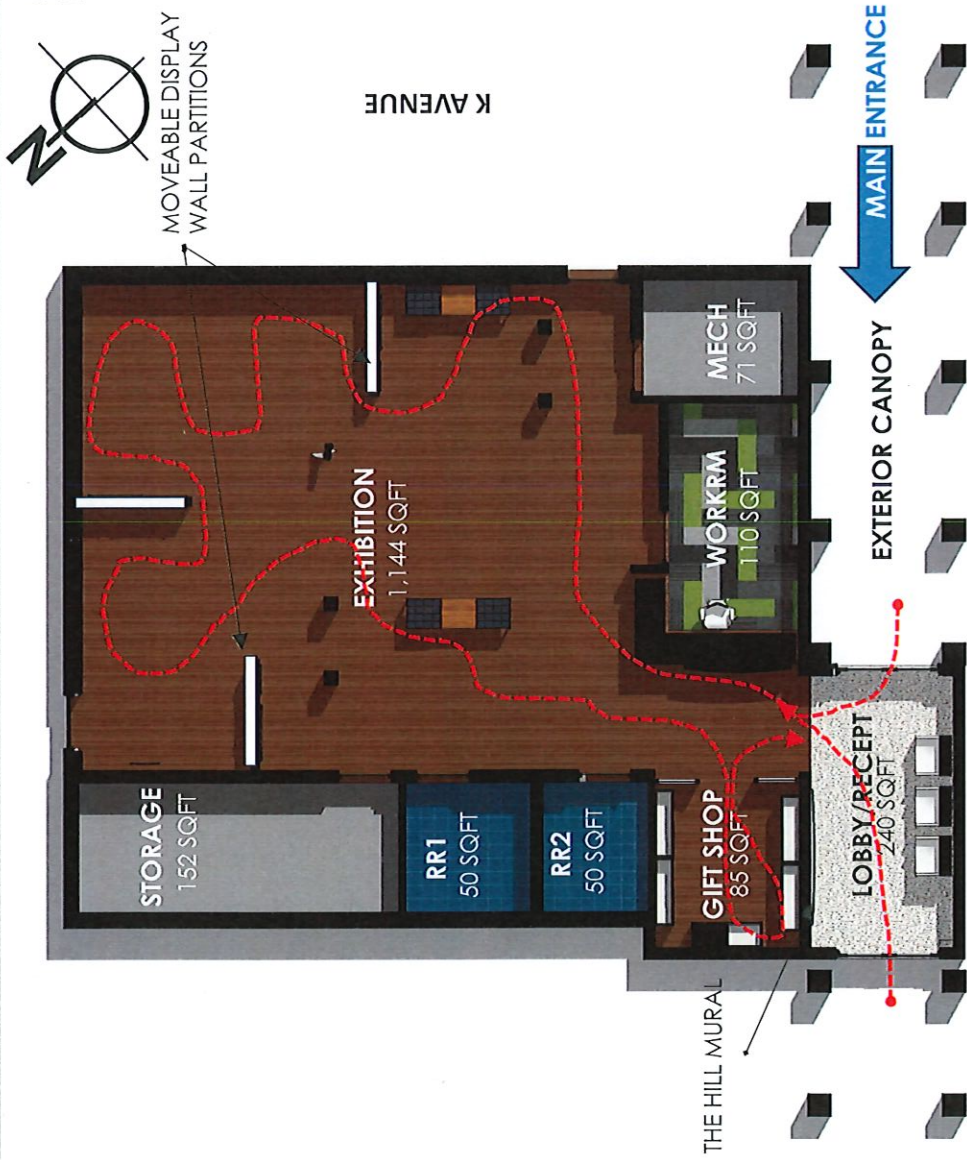 N
MOVEABLE DISPLAY
WALL PARTITIONS
K AVENUE
STORAGE
152 SQFT
EXHIBITION
1,144 SQFT
RR1
50 SQFT
RR2
50 SQFT
MECH
71 SQFT
WORKRM
110 SQFT
GIFT SHOP
85 SQFT
LOBBY/RECEPT
240 SQFT
EXTERIOR CANOPY
MAIN ENTRANCE
THE HILL MURAL